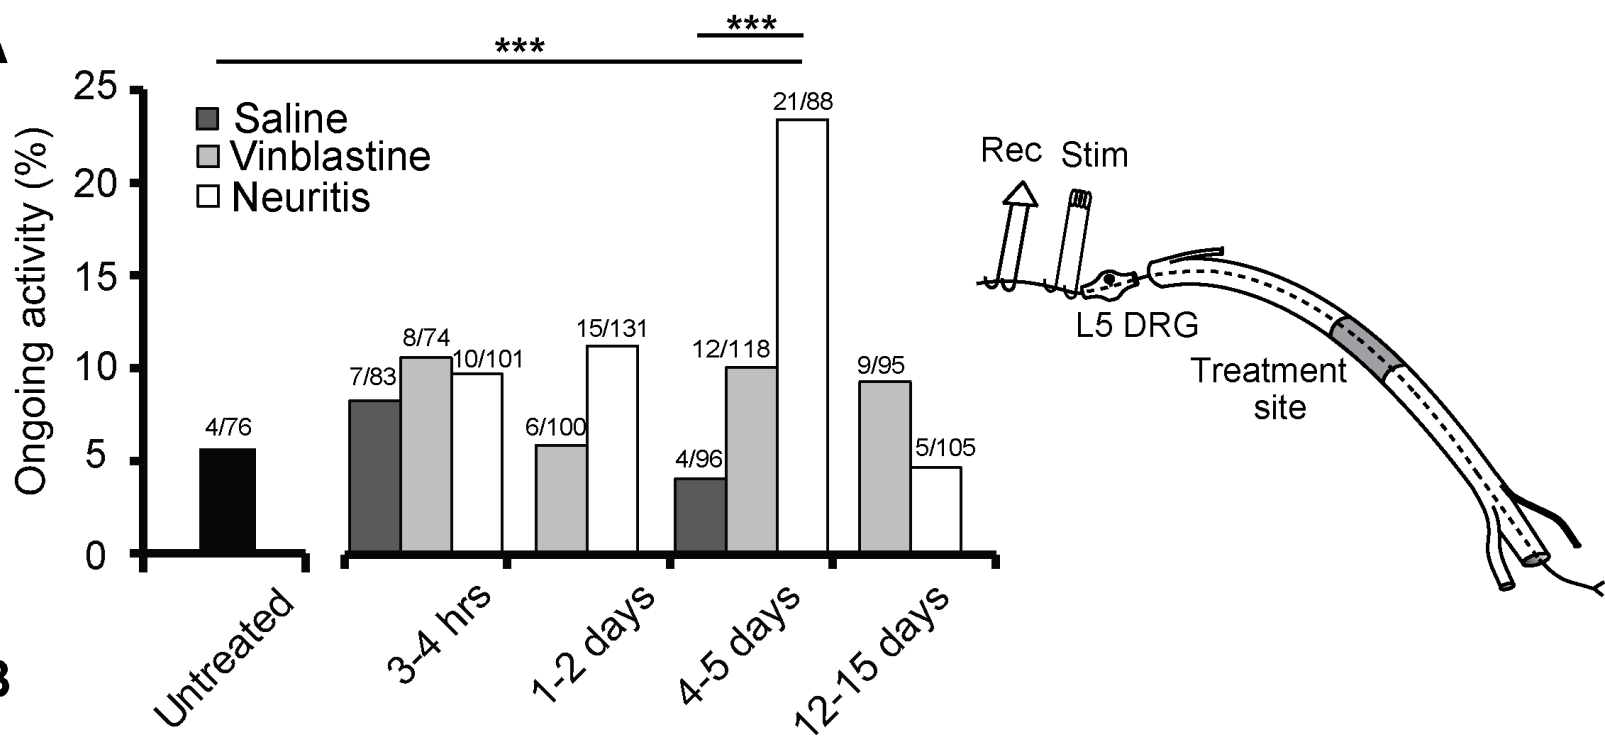 A
***
***
Ongoing activity (%)
25
20
15
10
5
0
Saline
Vinblastine
Neuritis
4/76
7/83
8/74
10/101
6/100
15/131
4/96
12/118
21/88
9/95
5/105
Untreated
3-4 hrs
1-2 days
4-5 days
12-15 days
Rec Stim
L5 DRG
Treatment
site
B